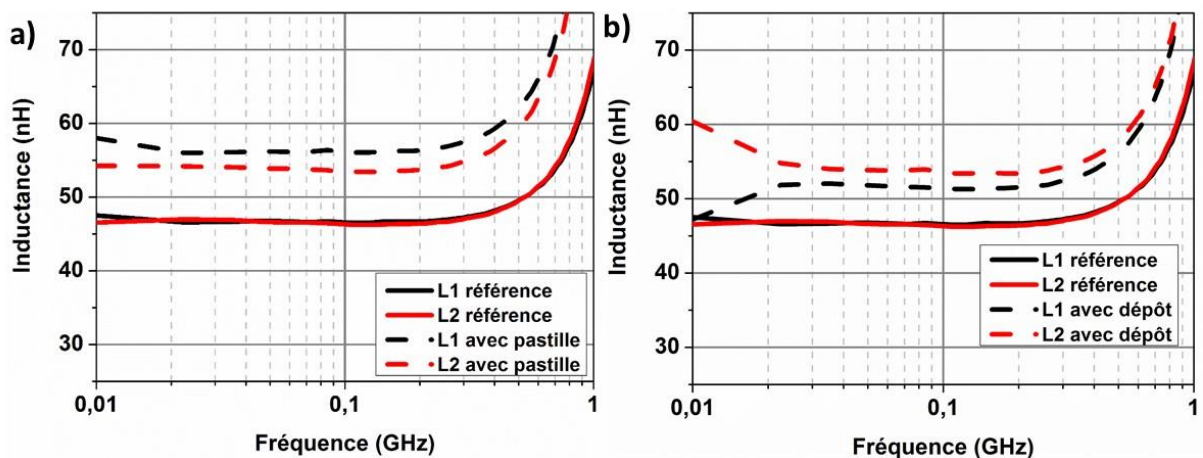 a)
Inductance (nH)
70
60
50
40
30
L1 référence
L2 référence
L1 avec pastille
L2 avec pastille
0,01
0,1
1
Fréquence (GHz)
b)
Inductance (nH)
70
60
50
40
30
L1 référence
L2 référence
L1 avec dépôt
L2 avec dépôt
0,01
0,1
1
Fréquence (GHz)